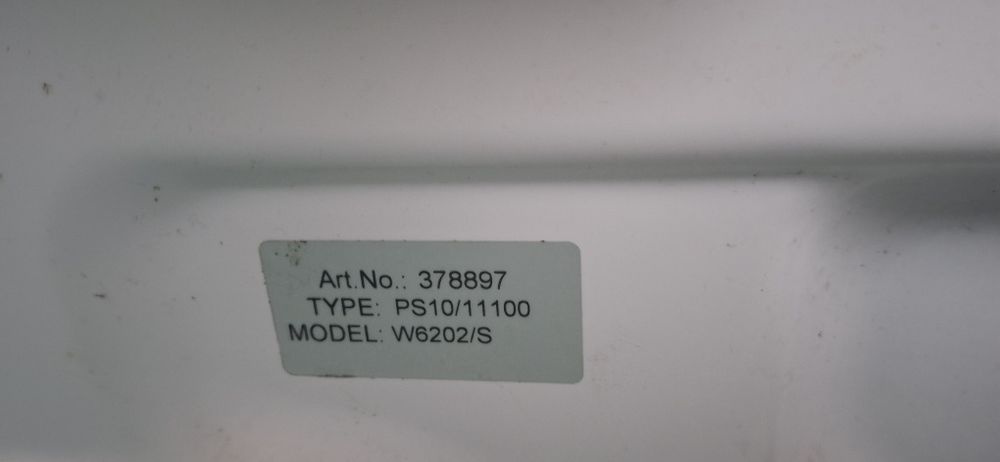 Art.No.: 378897
TYPE: PS10/11100
MODEL: W6202/S